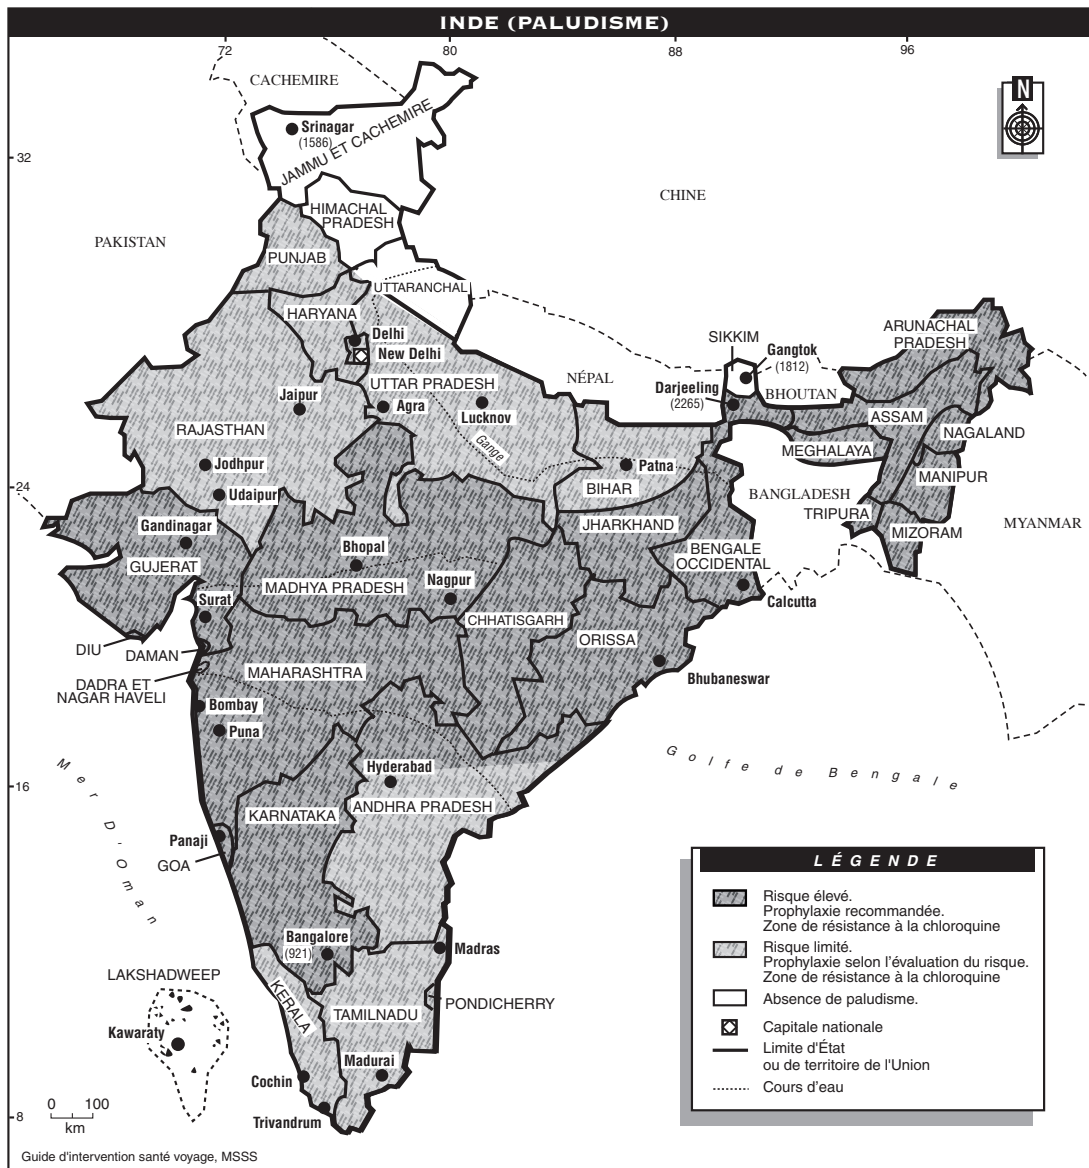 INDE (PALUDISME)
72
80
88
96
CACHEMIRE
N
Srinagar
(1586)
JAMMU ET CACHEMIRE
32
CHINE
HIMACHAL
PRADESH
PAKISTAN
PUNJAB
UTTARANCHAL
HARYANA
ARUNACHAL
PRADESH
Delhi
SIKKIM
New Delhi
Gangtok
(1812)
NÉPAL
UTTAR PRADESH
Darjeeling
(2265)
BHOUTAN
Jaipur
Agra
Lucknov
ASSAM
RAJASTHAN
NAGALAND
Gange
MEGHALAYA
Jodhpur
Patna
MANIPUR
24
BIHAR
Udaipur
BANGLADESH
TRIPURA
MYANMAR
Gandinagar
JHARKHAND
MIZORAM
Bhopal
BENGALE
OCCIDENTAL
GUJERAT
MADHYA PRADESH
Nagpur
Surat
Calcutta
CHHATISGARH
ORISSA
DIU
DAMAN
MAHARASHTRA
Bhubaneswar
DADRA ET
NAGAR HAVELI
Bombay
Puna
Golfe de Bengale
Hyderabad
16
Mer D'Oman
ANDHRA PRADESH
KARNATAKA
Panaji
GOA
LÉGENDE
Risque élevé.
Prophylaxie recommandée.
Zone de résistance à la chloroquine
Risque limité.
Prophylaxie selon l'évaluation du risque.
Zone de résistance à la chloroquine
Absence de paludisme.
Capitale nationale
Limite d'État
ou de territoire de l'Union
Cours d'eau
Bangalore
(921)
Madras
LAKSHADWEEP
KERALA
PONDICHERRY
TAMILNADU
Kawaraty
Madurai
Cochin
0 100
km
8
Trivandrum
Guide d'intervention santé voyage, MSSS